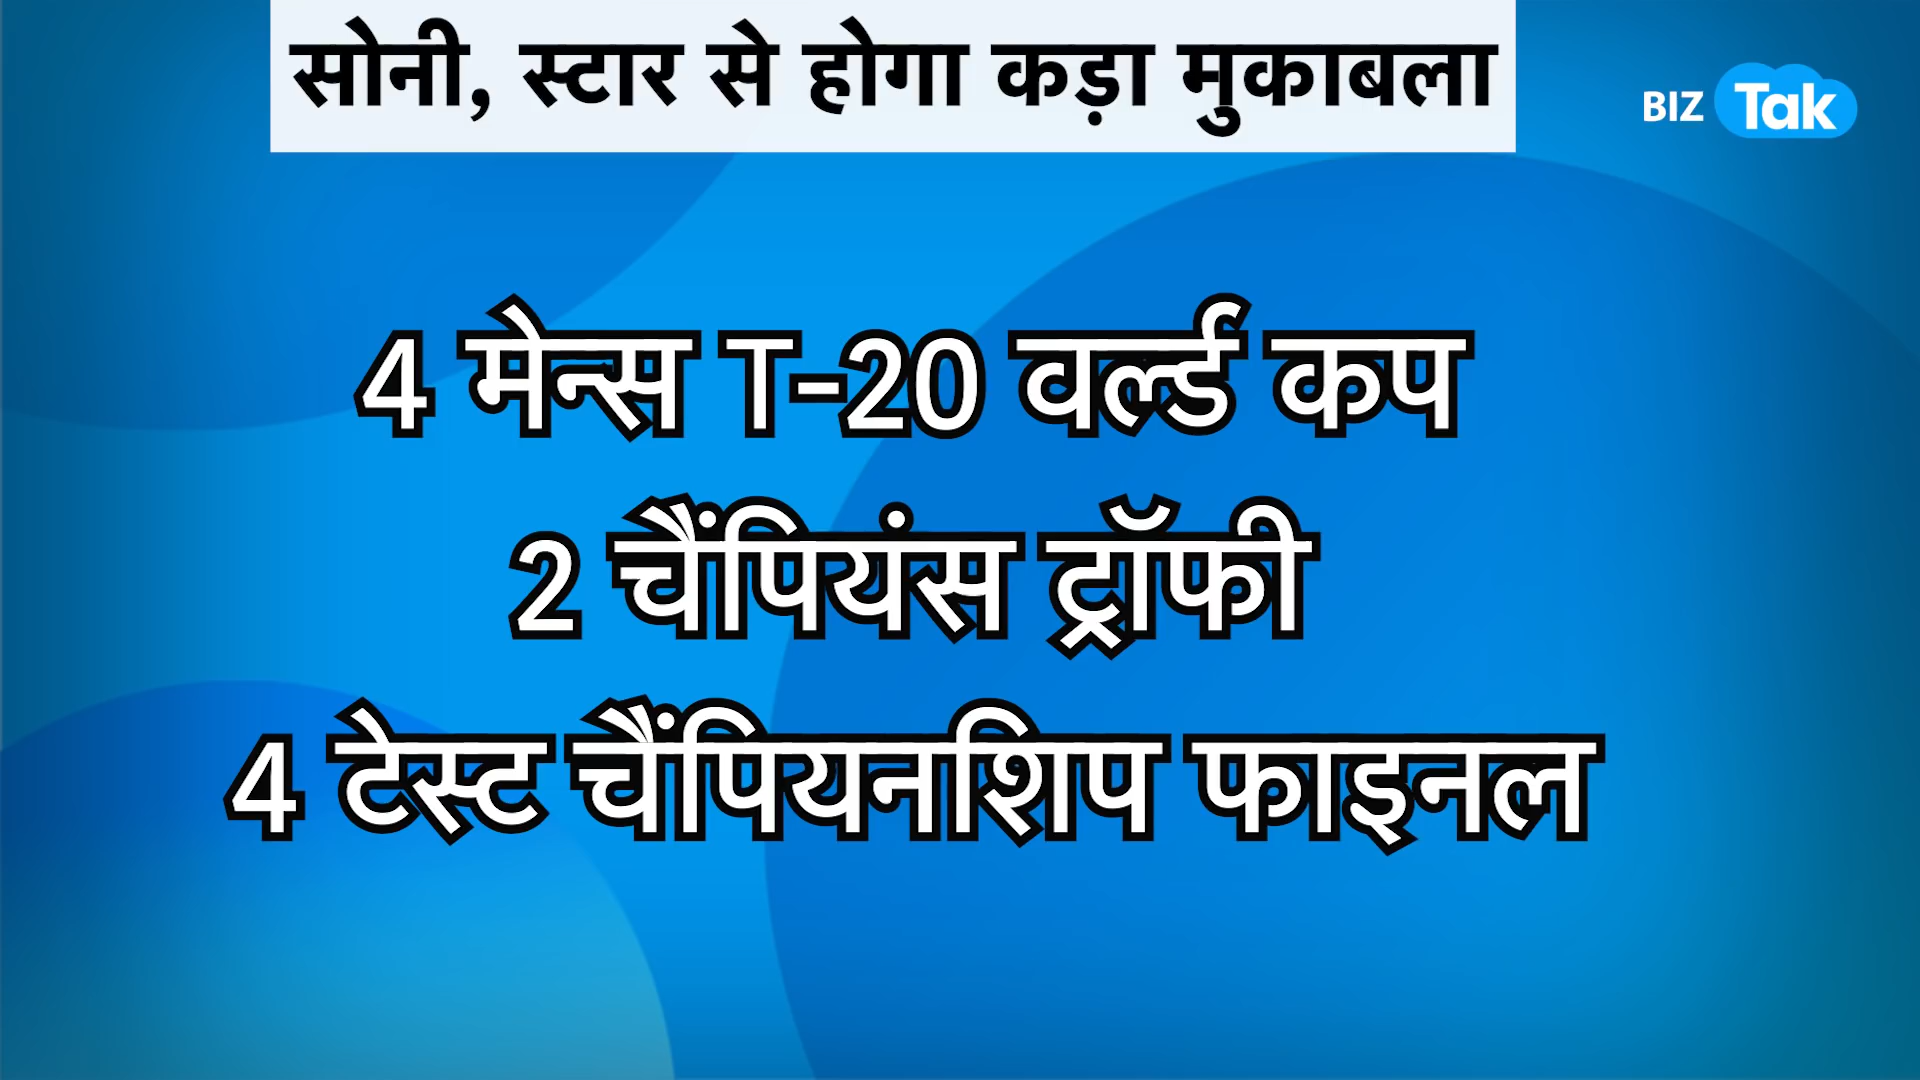 सोनी, स्टार से होगा कड़ा मुकाबला
BIZ Tak
4 मेन्स T-20 वर्ल्ड कप
2 चैंपियंस ट्रॉफी
4 टेस्ट चैंपियनशिप फाइनल